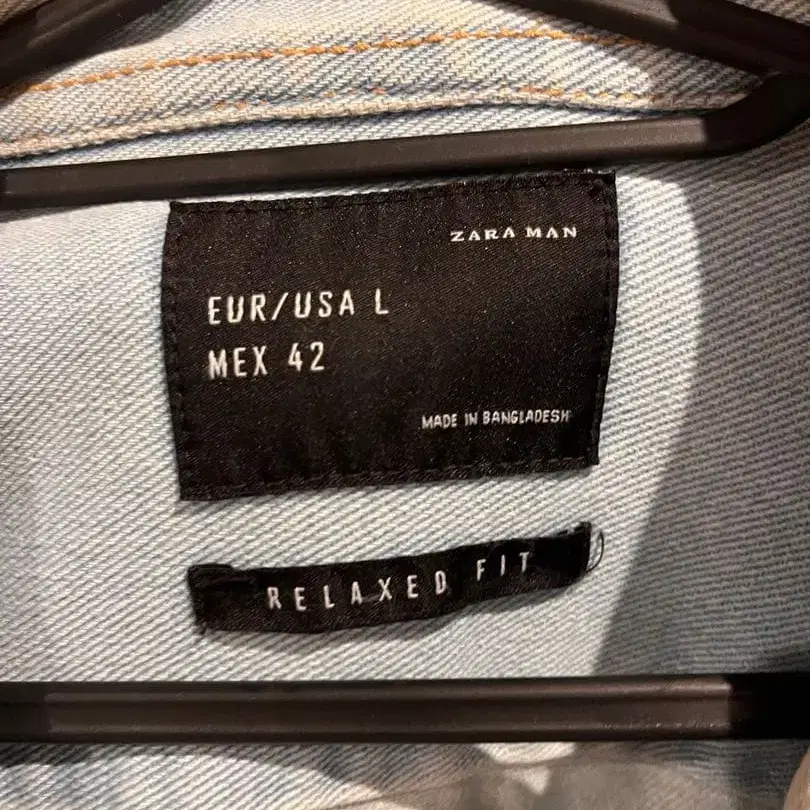 ZARA MAN
EUR/USA L
MEX 42
MADE IN BANGLADESH
RELAXED FIT